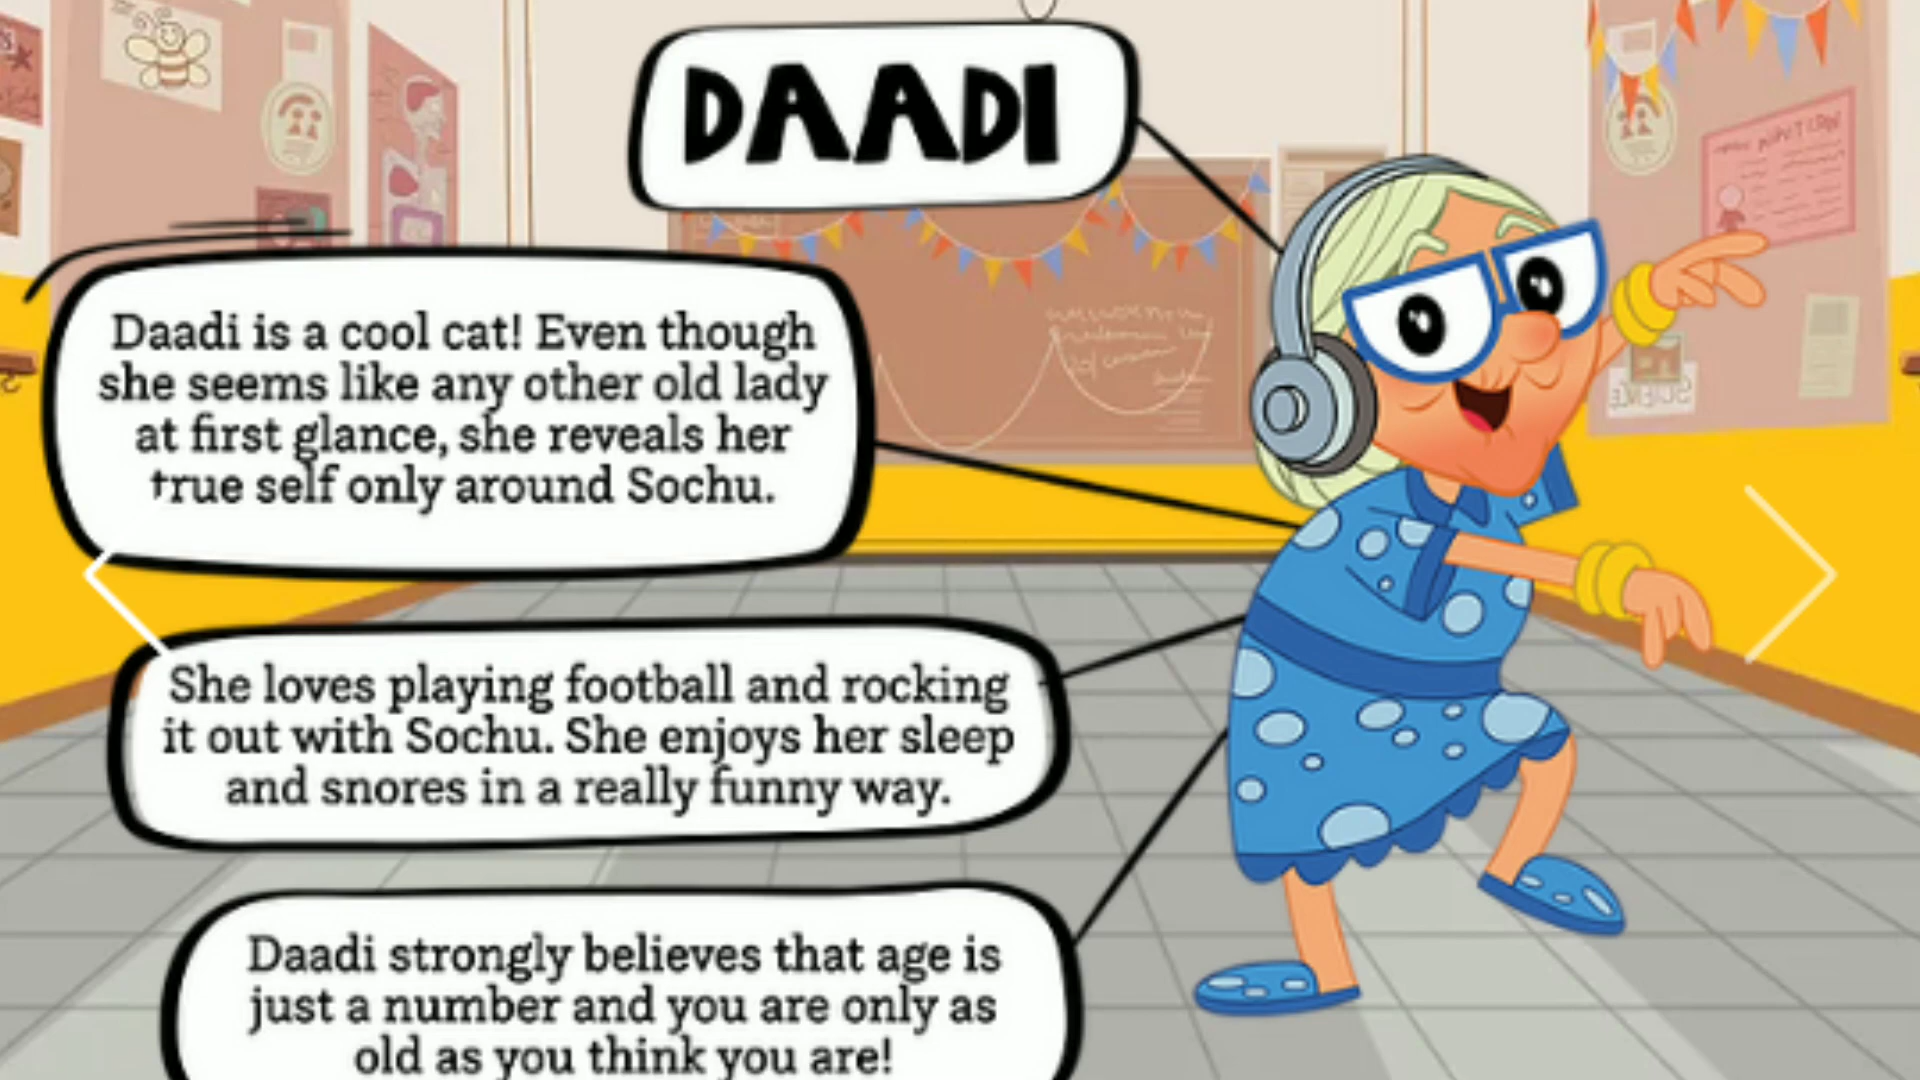 DAADI
Daadi is a cool cat! Even though
she seems like any other old lady
at first glance, she reveals her
true self only around Sochu.
She loves playing football and rocking
it out with Sochu. She enjoys her sleep
and snores in a really funny way.
Daadi strongly believes that age is
just a number and you are only as
old as you think you are!